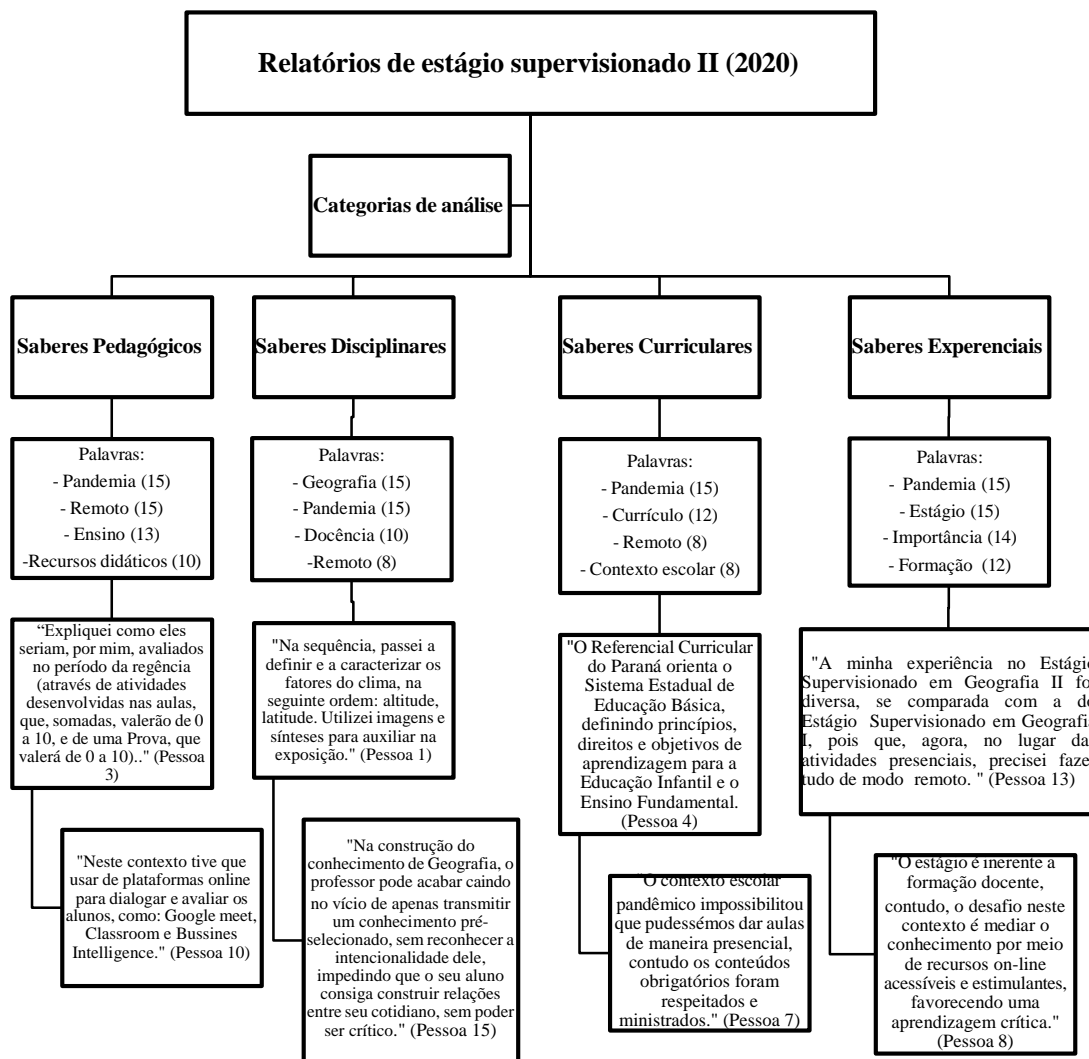 Relatórios de estágio supervisionado II (2020)
Categorias de análise
Saberes Pedagógicos
Saberes Disciplinares
Saberes Curriculares
Saberes Experenciais
Palavras:
- Pandemia (15)
- Remoto (15)
- Ensino (13)
-Recursos didáticos (10)
Palavras:
- Geografia (15)
- Pandemia (15)
- Docência (10)
-Remoto (8)
Palavras:
- Pandemia (15)
- Currículo (12)
- Remoto (8)
- Contexto escolar (8)
Palavras:
- Pandemia (15)
- Estágio (15)
- Importância (14)
- Formação (12)
“Expliquei como eles
seriam, por mim, avaliados
no período da regência
(através de atividades
desenvolvidas nas aulas,
que, somadas, valerão de 0
a 10, e de uma Prova, que
valerá de 0 a 10)..” (Pessoa
3)
"Na sequência, passei a
definir e a caracterizar os
fatores do clima, na
seguinte ordem: altitude,
latitude. Utilizei imagens e
sínteses para auxiliar na
exposição." (Pessoa 1)
"O Referencial Curricular
do Paraná orienta o
Sistema Estadual de
Educação Básica,
definindo princípios,
direitos e objetivos de
aprendizagem para a
Educação Infantil e o
Ensino Fundamental.
(Pessoa 4)
"A minha experiência no Estágio
Supervisionado em Geografia II foi
diversa, se comparada com a de
Estágio Supervisionado em Geografia
I, pois que, agora, no lugar das
atividades presenciais, precisei fazer
tudo de modo remoto. " (Pessoa 13)
"Neste contexto tive que
usar de plataformas online
para dialogar e avaliar os
alunos, como: Google meet,
Classroom e Bussines
Intelligence." (Pessoa 10)
"Na construção do
conhecimento de Geografia, o
professor pode acabar caindo
no vício de apenas transmitir
um conhecimento pré-
selecionado, sem reconhecer a
intencionalidade dele,
impedindo que o seu aluno
consiga construir relações
entre seu cotidiano, sem poder
ser crítico." (Pessoa 15)
"O contexto escolar
pandêmico impossibilitou
que pudessémos dar aulas
de maneira presencial,
contudo os conteúdos
obrigatórios foram
respeitados e
ministrados." (Pessoa 7)
"O estágio é inerente a
formação docente,
contudo, o desafio neste
contexto é mediar o
conhecimento por meio
de recursos on-line
acessíveis e estimulantes,
favorecendo uma
aprendizagem crítica."
(Pessoa 8)